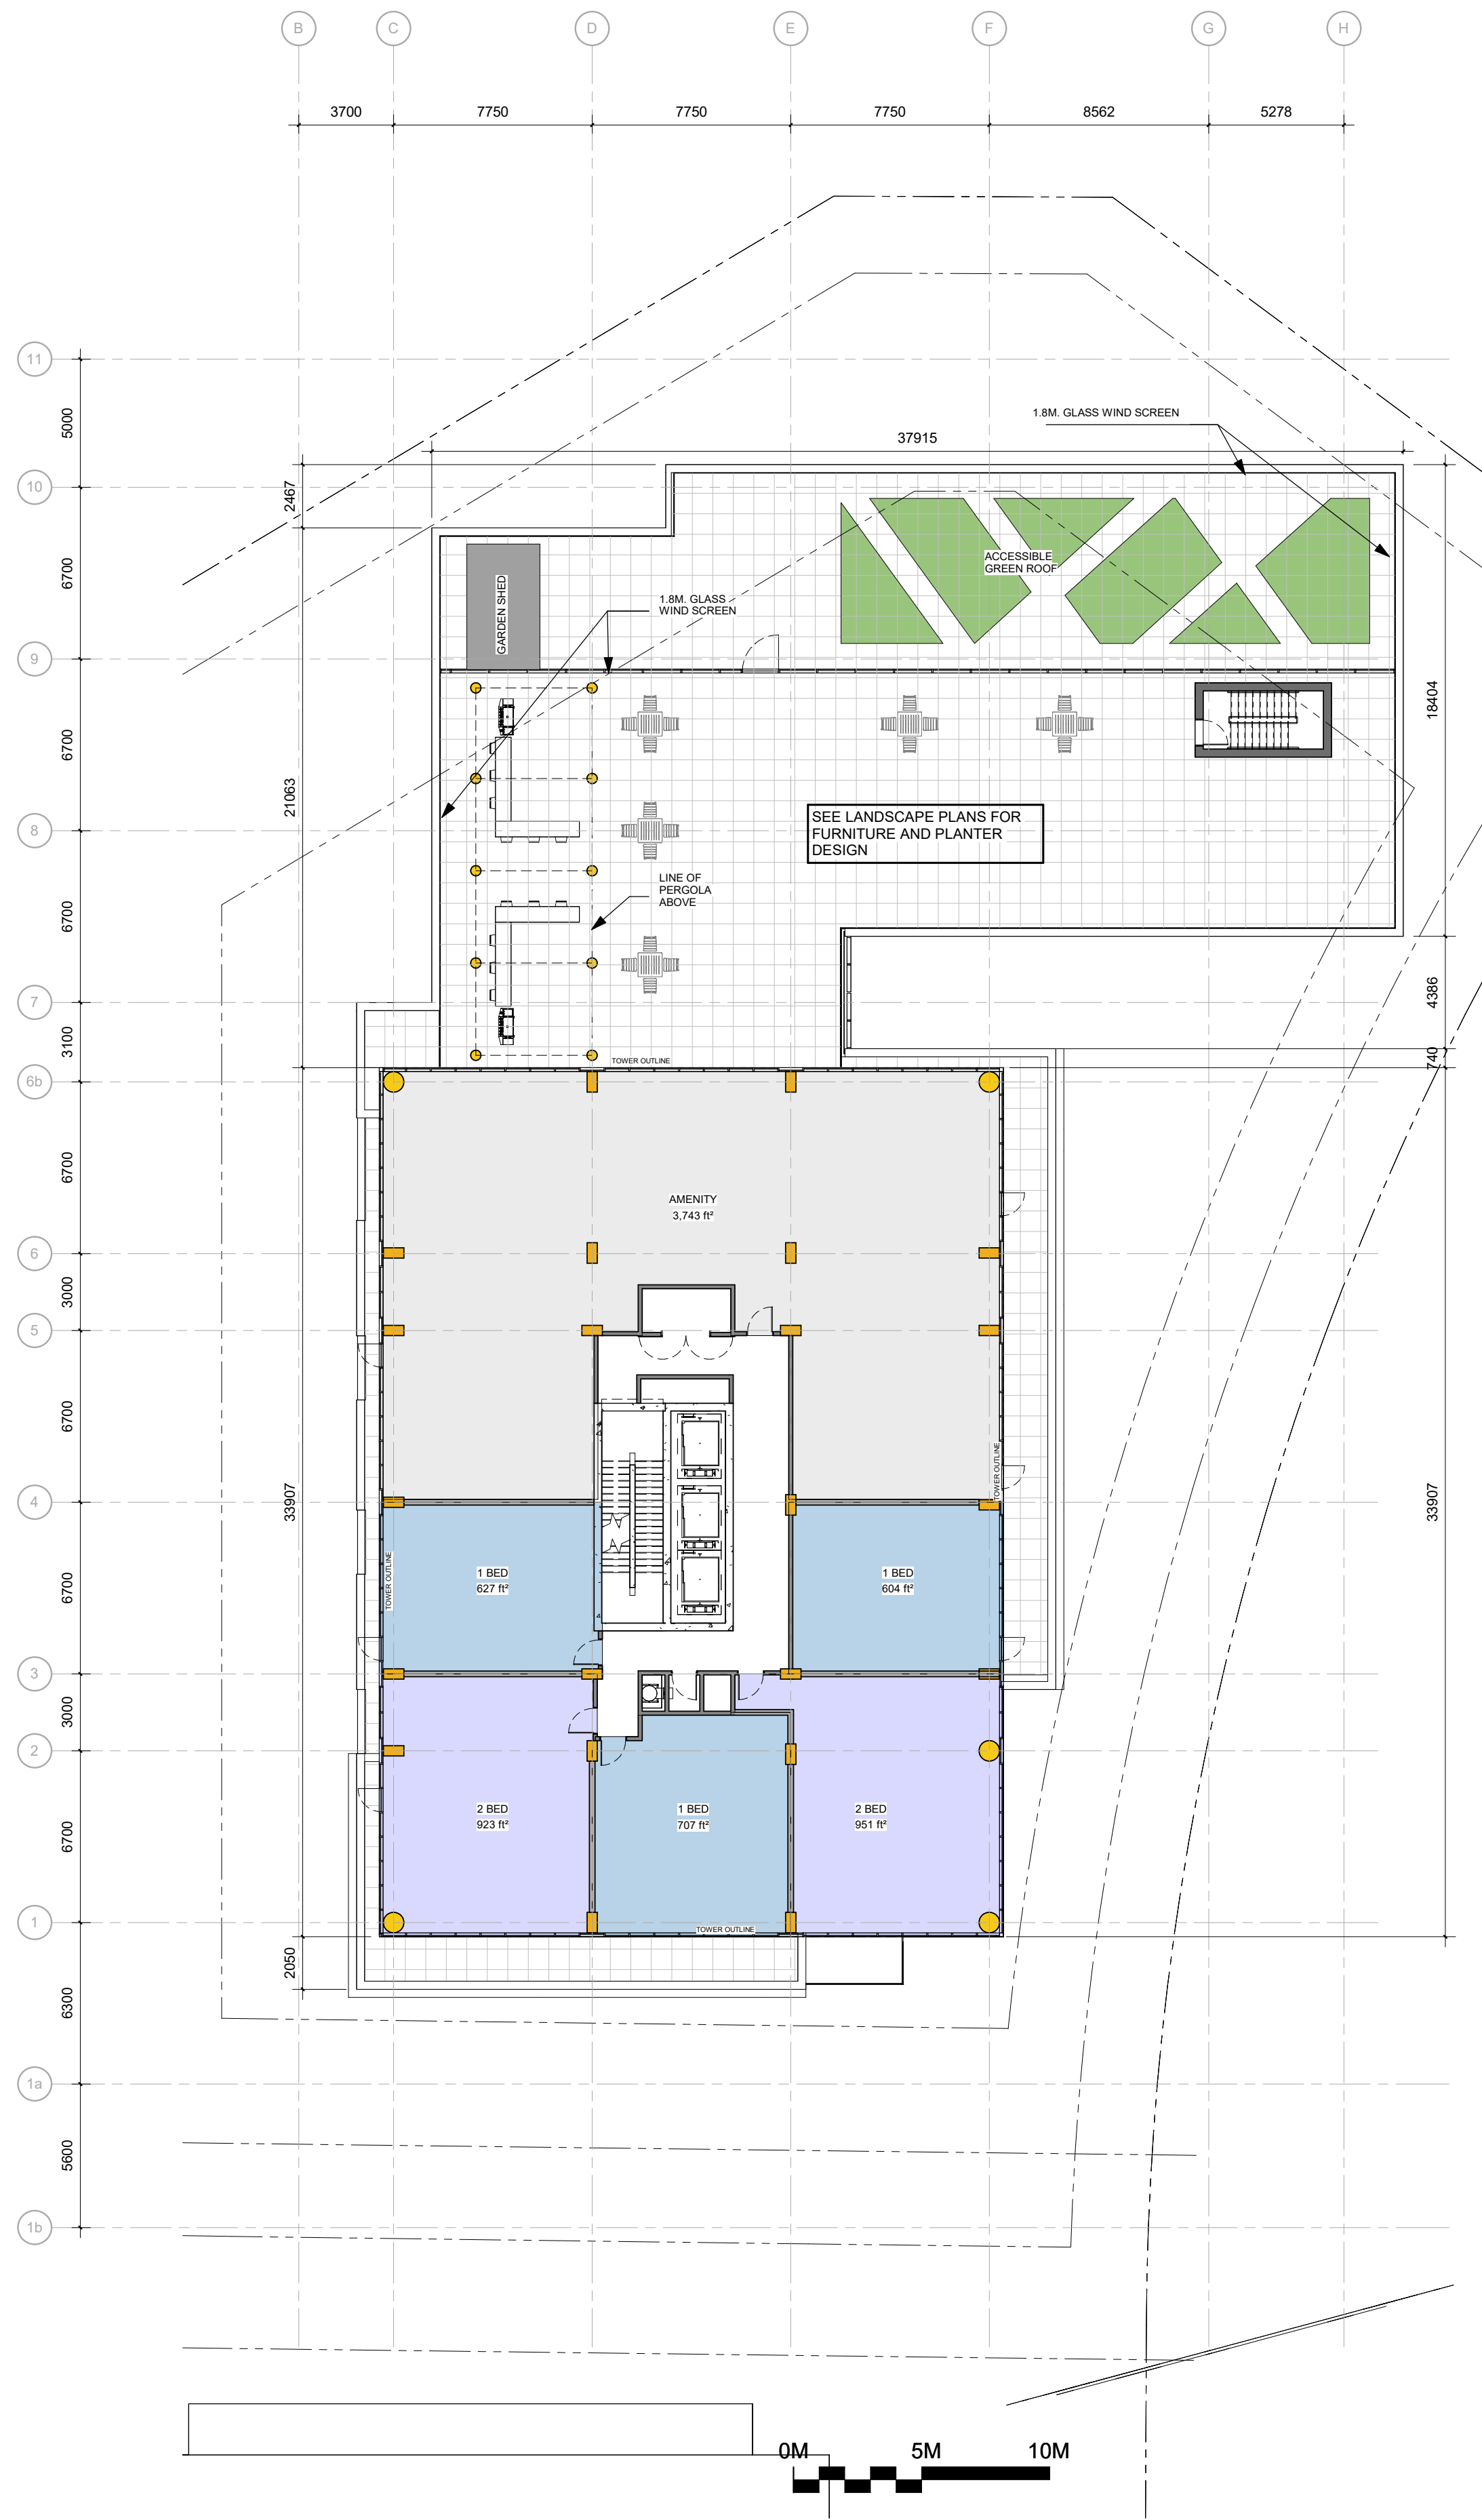 B C D E F G H
3700 7750 7750 7750 8562 5278
11
5000
1.8M. GLASS WIND SCREEN
37915
10
2467
6700
ACCESSIBLE
GREEN ROOF
GARDEN SHED
1.8M. GLASS
WIND SCREEN
9
18404
6700
21063
8
SEE LANDSCAPE PLANS FOR
FURNITURE AND PLANTER
DESIGN
LINE OF
PERGOLA
ABOVE
6700
7
4386
3100
740
TOWER OUTLINE
6b
6700
AMENITY
3,743 ft²
6
3000
5
6700
TOWER OUTLINE
4
33907
33907
6700
TOWER OUTLINE
1 BED
627 ft²
1 BED
604 ft²
3
3000
2
6700
2 BED
923 ft²
1 BED
707 ft²
2 BED
951 ft²
1
TOWER OUTLINE
2050
6300
1a
5600
1b
0M 5M 10M